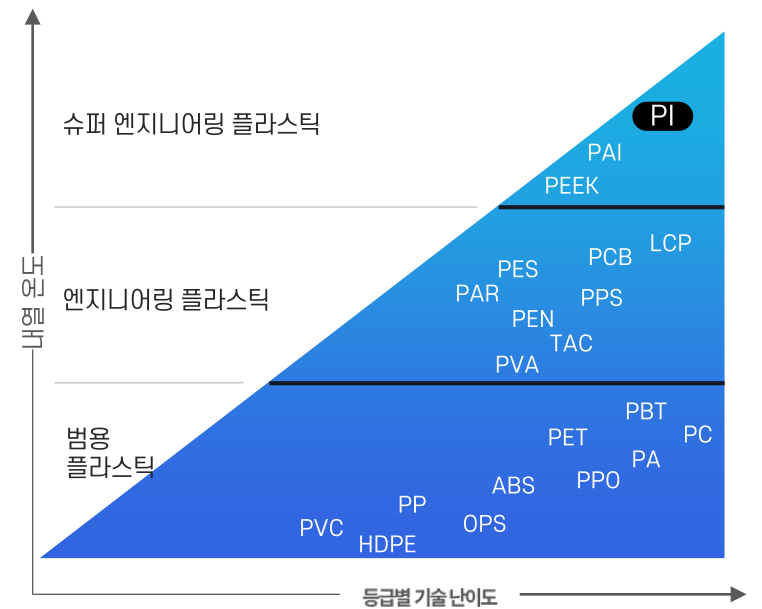 슈퍼 엔지니어링 플라스틱
PI
PAI
PEEK
엔지니어링 플라스틱
LCP
PCB
PES
PAR
PPS
PEN
TAC
PVA
범용
플라스틱
PBT
PC
PET
PA
PPO
ABS
PP
OPS
PVC
HDPE
내열 온도
등급별 기술 난이도